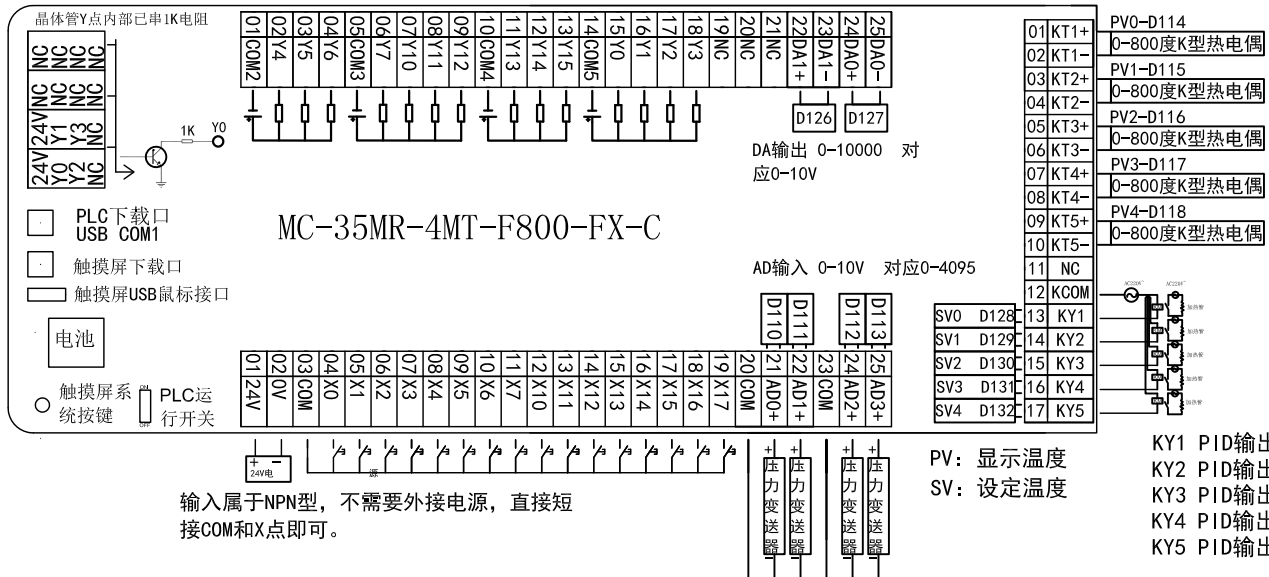 晶体管Y点内部已串1K电阻
NC NC NC NC
24V 24V Y1 Y3 NC
24V Y0 Y2 NC
1K Y0
01 COM2
02 Y4
03 Y5
04 Y6
05 COM3
06 Y7
07 Y10
08 Y11
09 Y12
10 COM4
11 Y13
12 Y14
13 Y15
14 COM5
15 Y0
16 Y1
17 Y2
18 Y3
19 NC
20 NC
21 NC
22 DA1+
23 DA1-
24 DA0+
25 DA0-
D126 D127
DA输出 0-10000 对
应0-10V
01 KT1+
02 KT1-
03 KT2+
04 KT2-
05 KT3+
06 KT3-
07 KT4+
08 KT4-
09 KT5+
10 KT5-
11 NC
12 KCOM
13 KY1
14 KY2
15 KY3
16 KY4
17 KY5
PV0-D114
0-800度K型热电偶
PV1-D115
0-800度K型热电偶
PV2-D116
0-800度K型热电偶
PV3-D117
0-800度K型热电偶
PV4-D118
0-800度K型热电偶
PLC下载口
USB COM1
触摸屏下载口
触摸屏USB鼠标接口
电池
触摸屏系
统按键
ON
OFF
PLC运
行开关
MC-35MR-4MT-F800-FX-C
AD输入 0-10V 对应0-4095
D110 D111 D112 D113
SV0 D128
SV1 D129
SV2 D130
SV3 D131
SV4 D132
AC220V
AC220V
加热管
加热管
加热管
加热管
加热管
01 24V
02 0V
03 COM
04 X0
05 X1
06 X2
07 X3
08 X4
09 X5
10 X6
11 X7
12 X10
13 X11
14 X12
15 X13
16 X14
17 X15
18 X16
19 X17
20 COM
21 AD0+
22 AD1+
23 COM
24 AD2+
25 AD3+
+ -
24V电
源
输入属于NPN型，不需要外接电源，直接短
接COM和X点即可。
+压力变送器-
+压力变送器-
+压力变送器-
+压力变送器-
PV：显示温度
SV：设定温度
KY1 PID输出
KY2 PID输出
KY3 PID输出
KY4 PID输出
KY5 PID输出